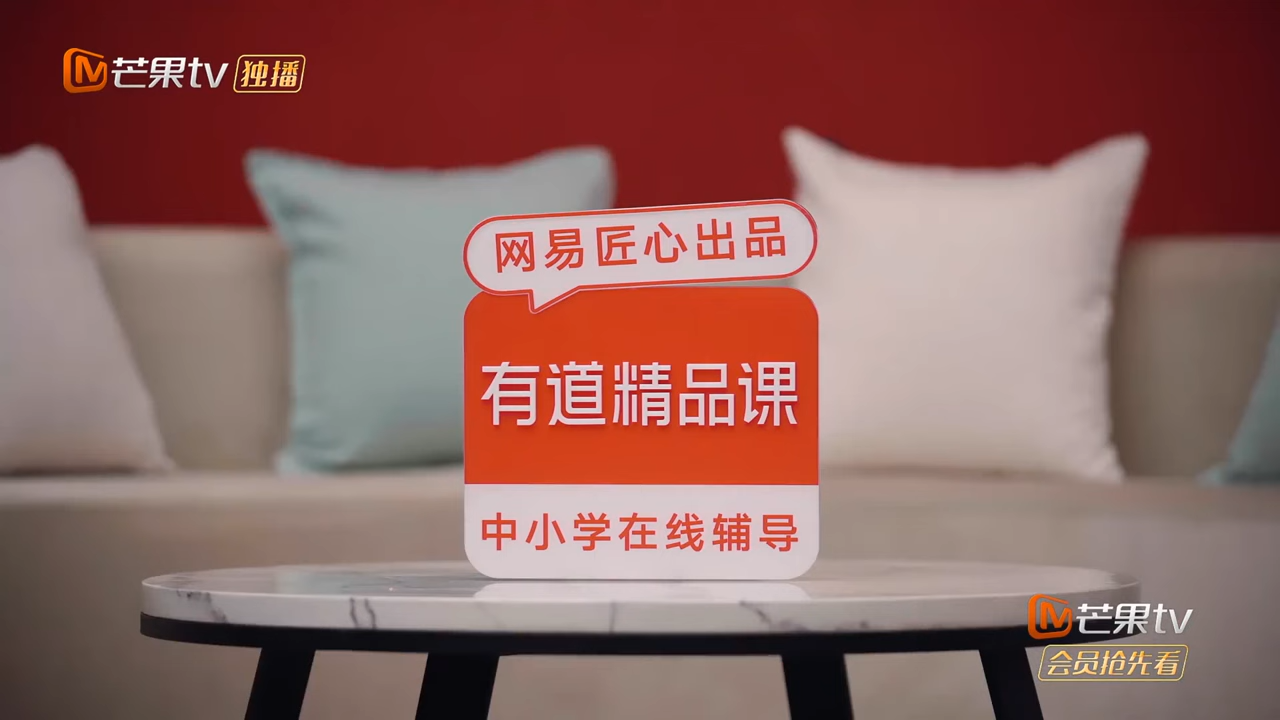 芒果tv 独播
网易匠心出品
有道精品课
中小学在线辅导
芒果tv
会员抢先看